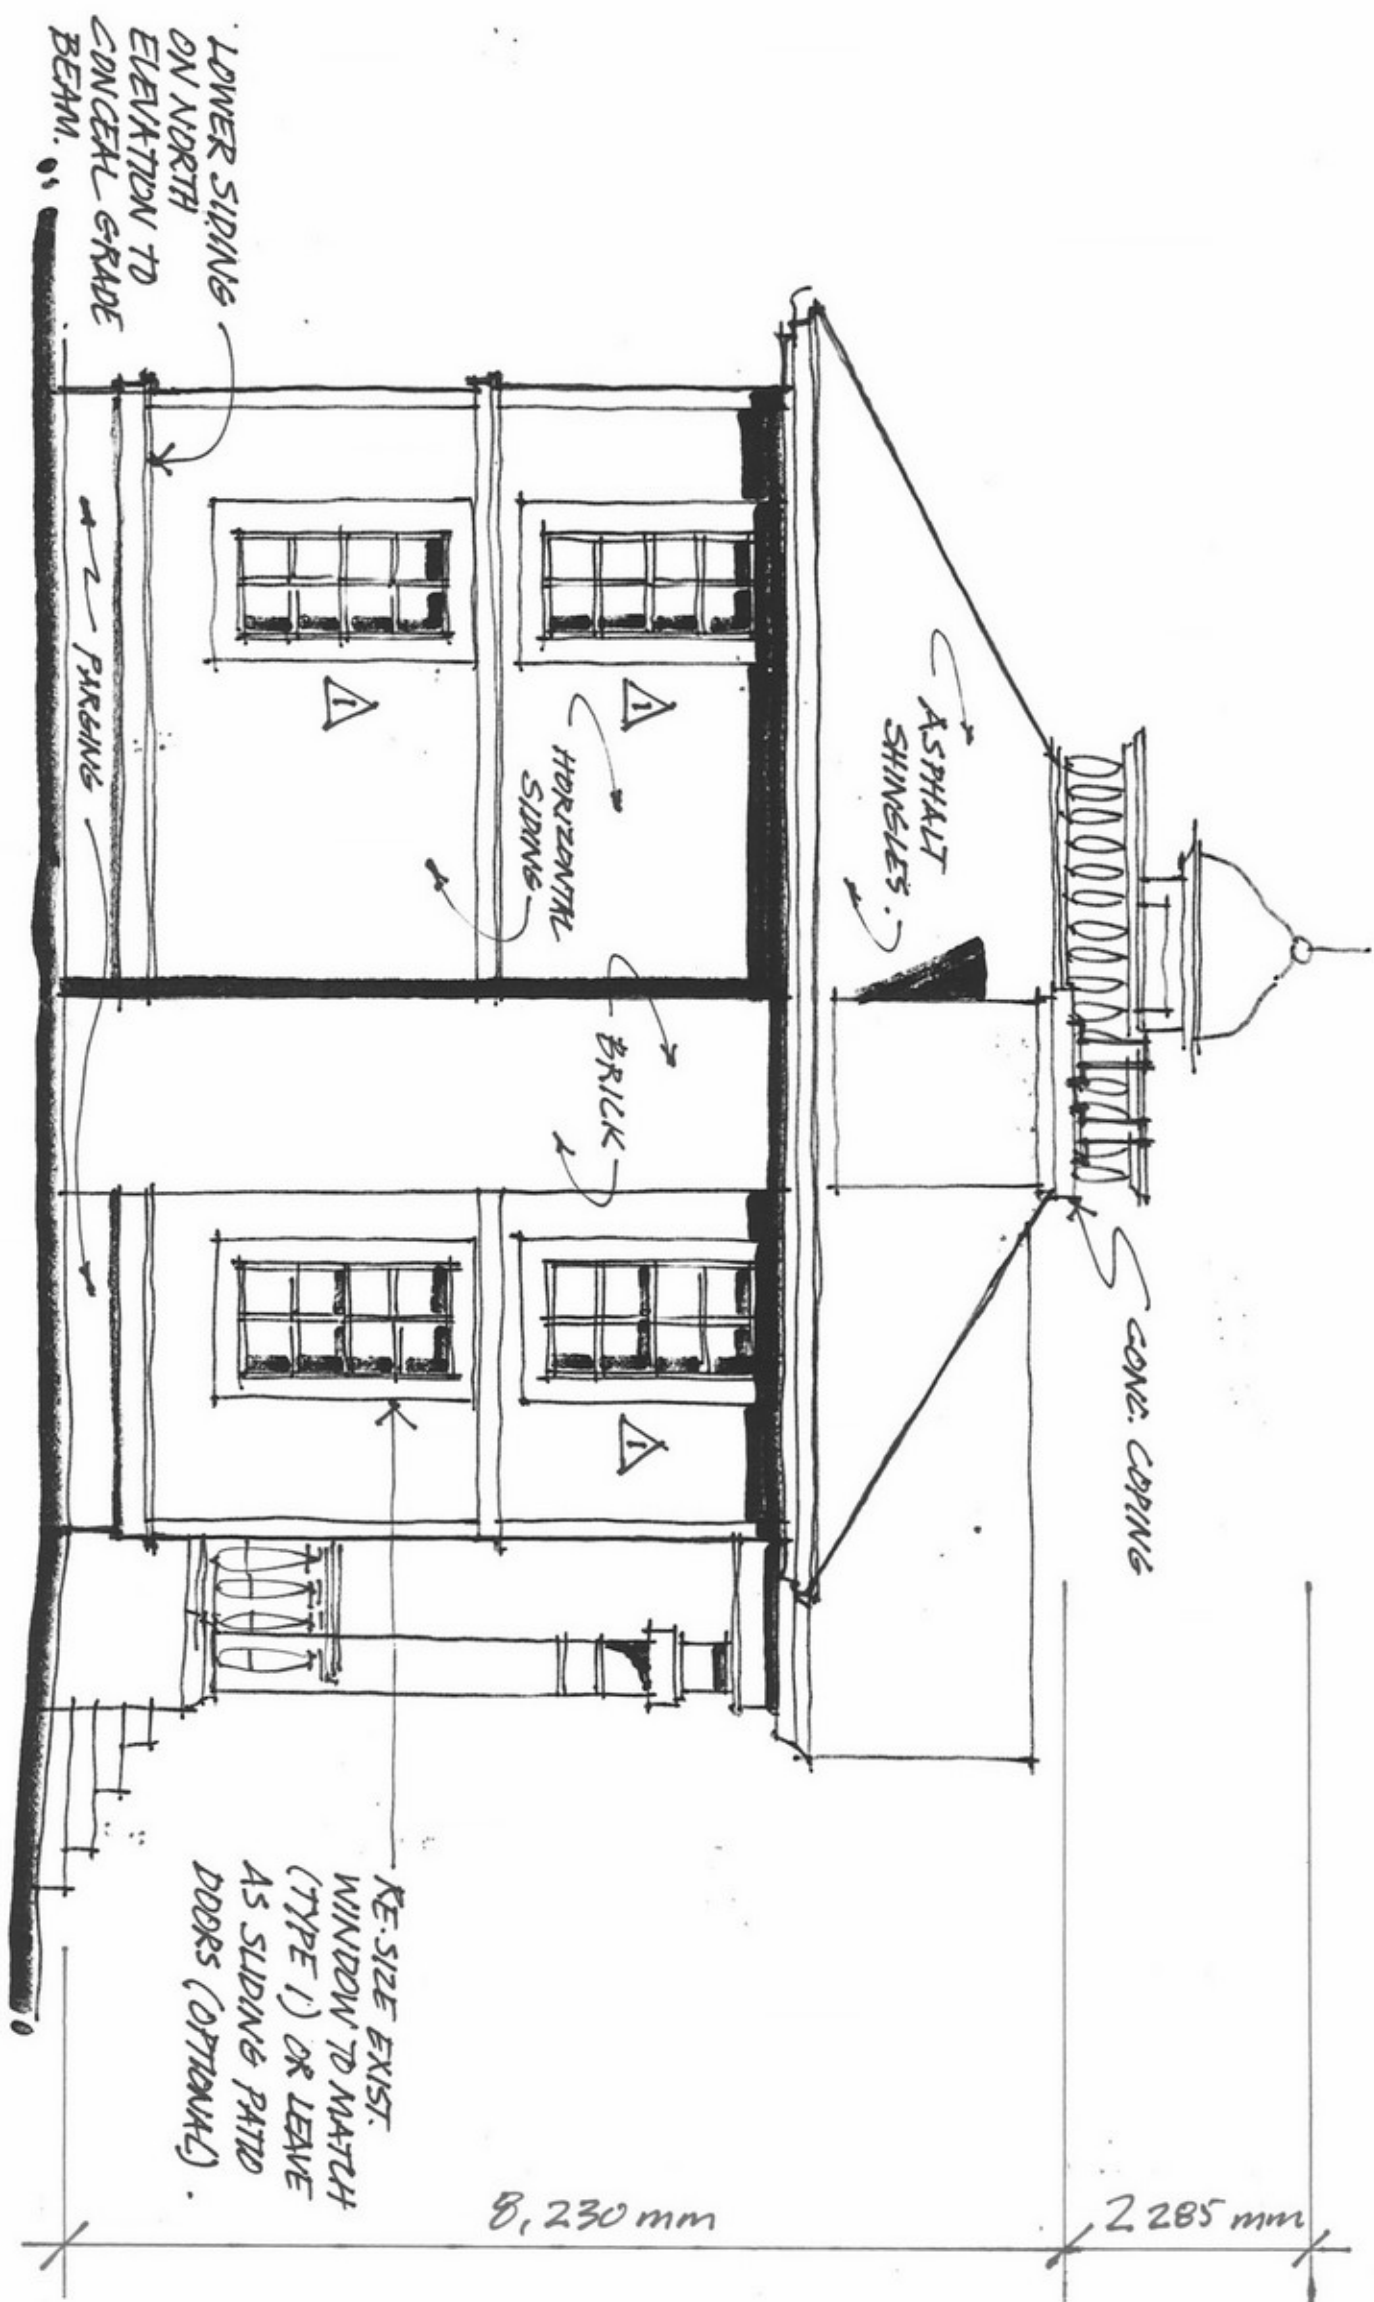 CONC. COPING
ASPHALT
SHINGLES.
HORIZONTAL
SIDING
BRICK
1
1
1
PARGING
'LOWER SIDING
ON NORTH
ELEVATION TO
CONCEAL GRADE
BEAM.
RE-SIZE EXIST.
WINDOW TO MATCH
(TYPE 1) OR LEAVE
AS SLIDING PATIO
DOORS (OPTIONAL).
2285 mm
8,230 mm